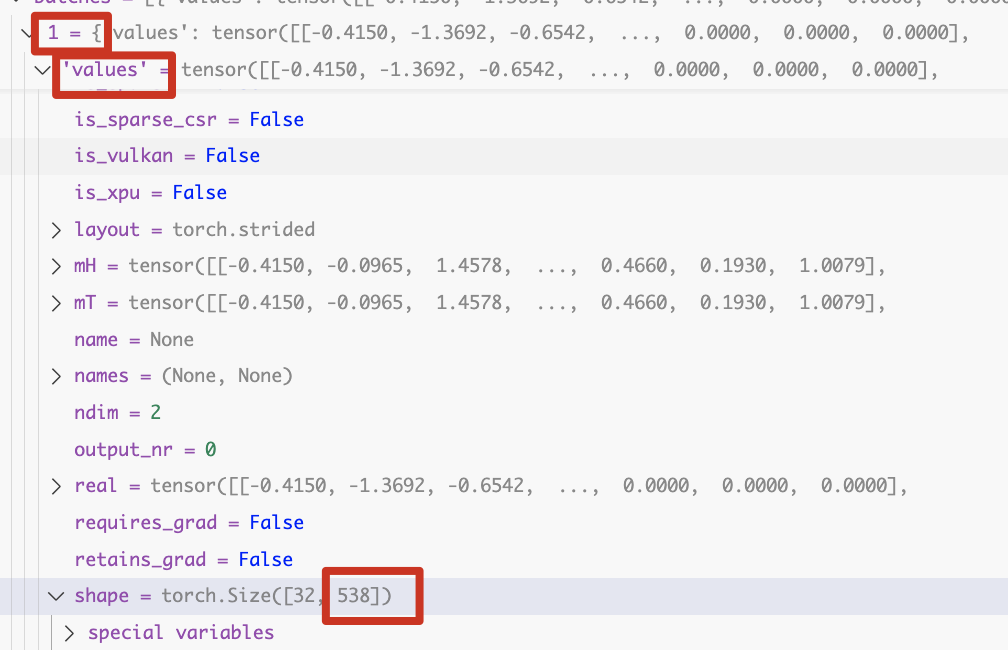 batches = [{'values': tensor([[-0.4150, -1.3692, -0.6542, ..., 0.0000, 0.0000, 0.000
1 = {'values': tensor([[-0.4150, -1.3692, -0.6542, ..., 0.0000, 0.0000, 0.0000],
'values' = tensor([[-0.4150, -1.3692, -0.6542, ..., 0.0000, 0.0000, 0.0000],
is_sparse_csr = False
is_vulkan = False
is_xpu = False
layout = torch.strided
mH = tensor([[-0.4150, -0.0965, 1.4578, ..., 0.4660, 0.1930, 1.0079],
mT = tensor([[-0.4150, -0.0965, 1.4578, ..., 0.4660, 0.1930, 1.0079],
name = None
names = (None, None)
ndim = 2
output_nr = 0
real = tensor([[-0.4150, -1.3692, -0.6542, ..., 0.0000, 0.0000, 0.0000],
requires_grad = False
retains_grad = False
shape = torch.Size([32, 538])
special variables